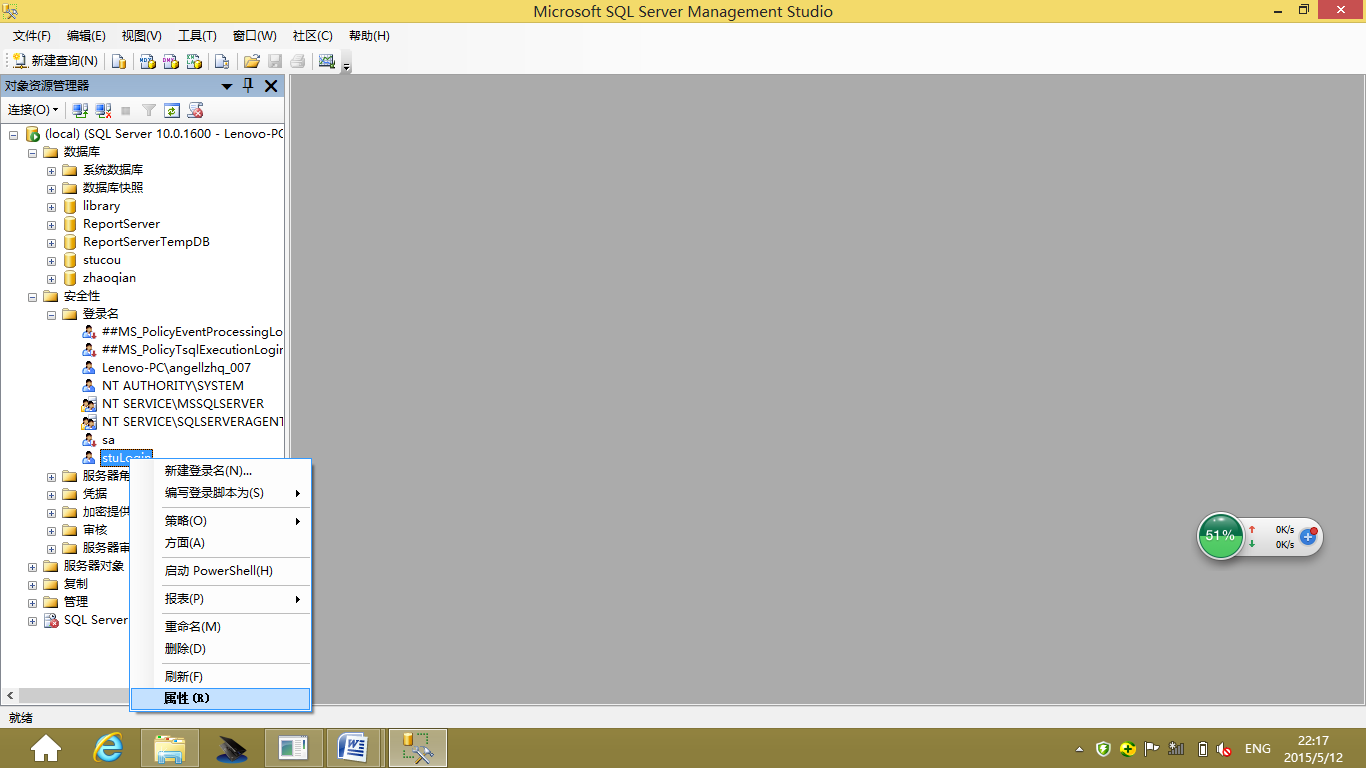 Microsoft SQL Server Management Studio
文件(F) 编辑(E) 视图(V) 工具(T) 窗口(W) 社区(C) 帮助(H)
新建查询(N)
对象资源管理器
连接(O)
(local) (SQL Server 10.0.1600 - Lenovo-PC
数据库
系统数据库
数据库快照
library
ReportServer
ReportServerTempDB
stucou
zhaoqian
安全性
登录名
##MS_PolicyEventProcessingLo
##MS_PolicyTsqlExecutionLogin
Lenovo-PC\angellzhq_007
NT AUTHORITY\SYSTEM
NT SERVICE\MSSQLSERVER
NT SERVICE\SQLSERVERAGENT
sa
stuLogin
服务器角
凭据
加密提供
审核
服务器审
服务器对象
复制
管理
SQL Server
新建登录名(N)...
编写登录脚本为(S)
策略(O)
方面(A)
启动 PowerShell(H)
报表(P)
重命名(M)
删除(D)
刷新(F)
属性(R)
51%
0K/s
0K/s
就绪
ENG
22:17
2015/5/12